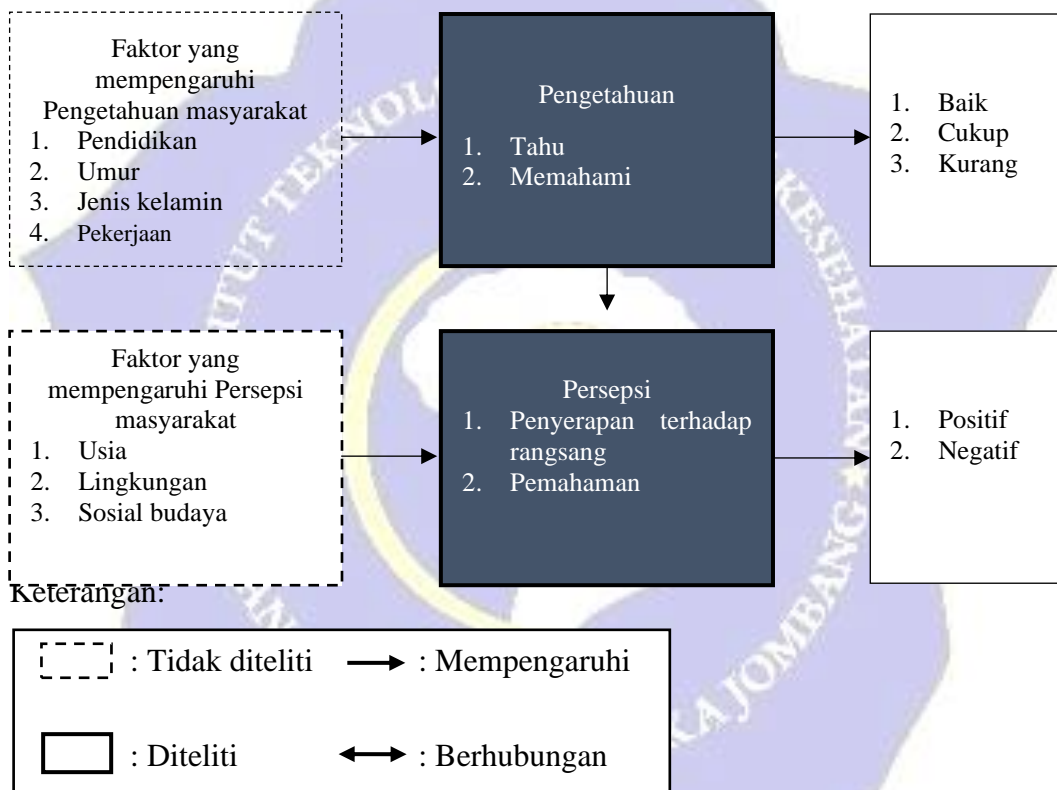 Faktor yang
mempengaruhi
Pengetahuan masyarakat
1. Pendidikan
2. Umur
3. Jenis kelamin
4. Pekerjaan
Pengetahuan
1. Tahu
2. Memahami
1. Baik
2. Cukup
3. Kurang
Faktor yang
mempengaruhi Persepsi
masyarakat
1. Usia
2. Lingkungan
3. Sosial budaya
Persepsi
1. Penyerapan terhadap
rangsang
2. Pemahaman
1. Positif
2. Negatif
Keterangan:
: Tidak diteliti
: Mempengaruhi
: Diteliti
: Berhubungan
KESEHATAN
JOMBANG